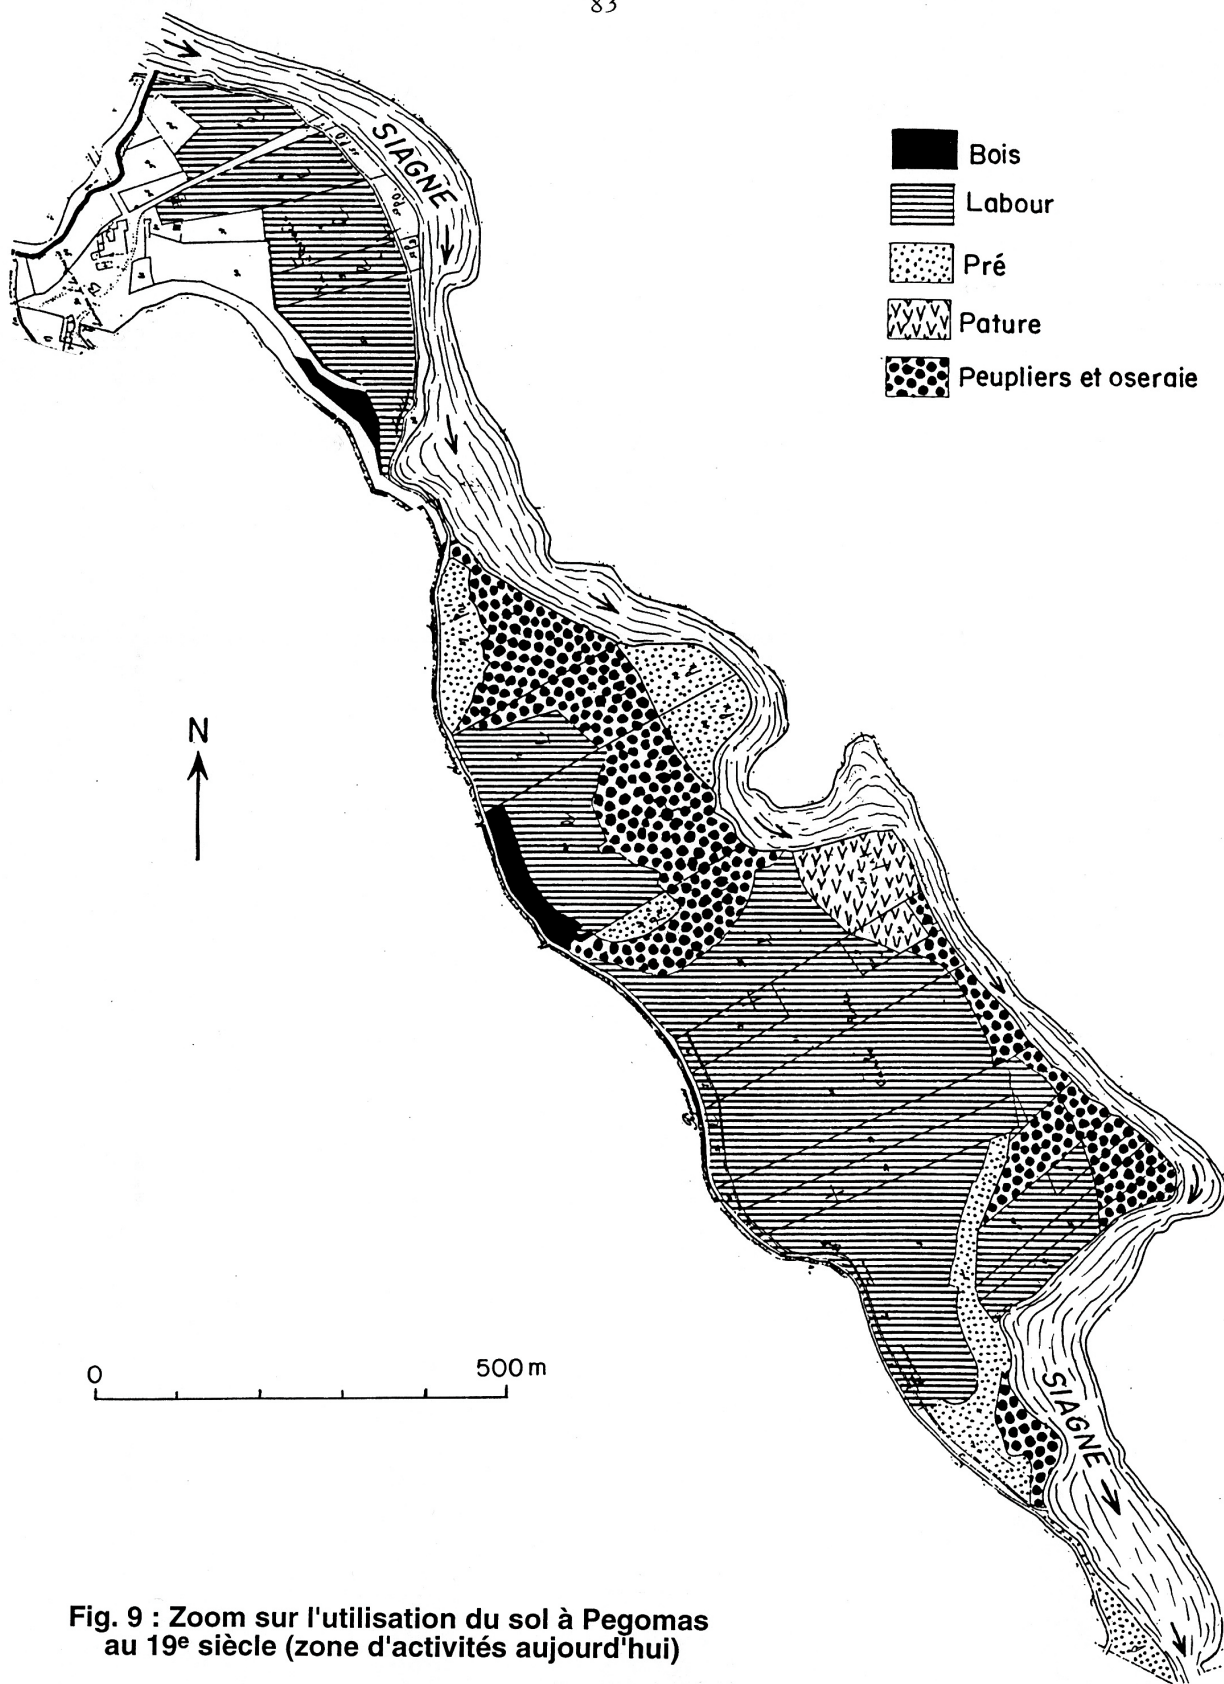 83
SIAGNE
Bois
Labour
Pré
Pature
Peupliers et oseraie
N
0
500 m
SIAGNE
Fig. 9 : Zoom sur l'utilisation du sol à Pegomas
au 19e siècle (zone d'activités aujourd'hui)